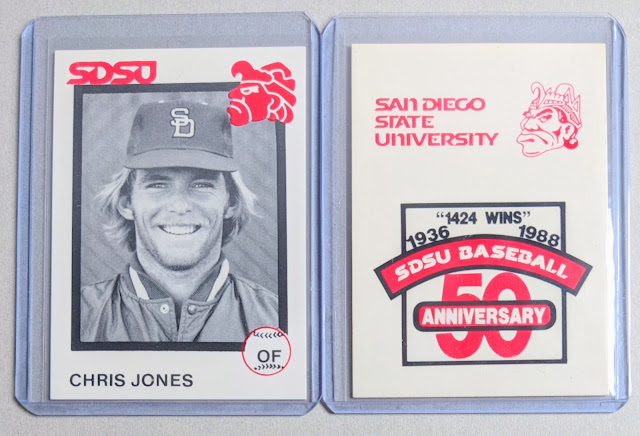 SDSU
SD
OF
CHRIS JONES
SAN DIEGO
STATE
UNIVERSITY
"1424 WINS"
1936 1988
SDSU BASEBALL
50
ANNIVERSARY